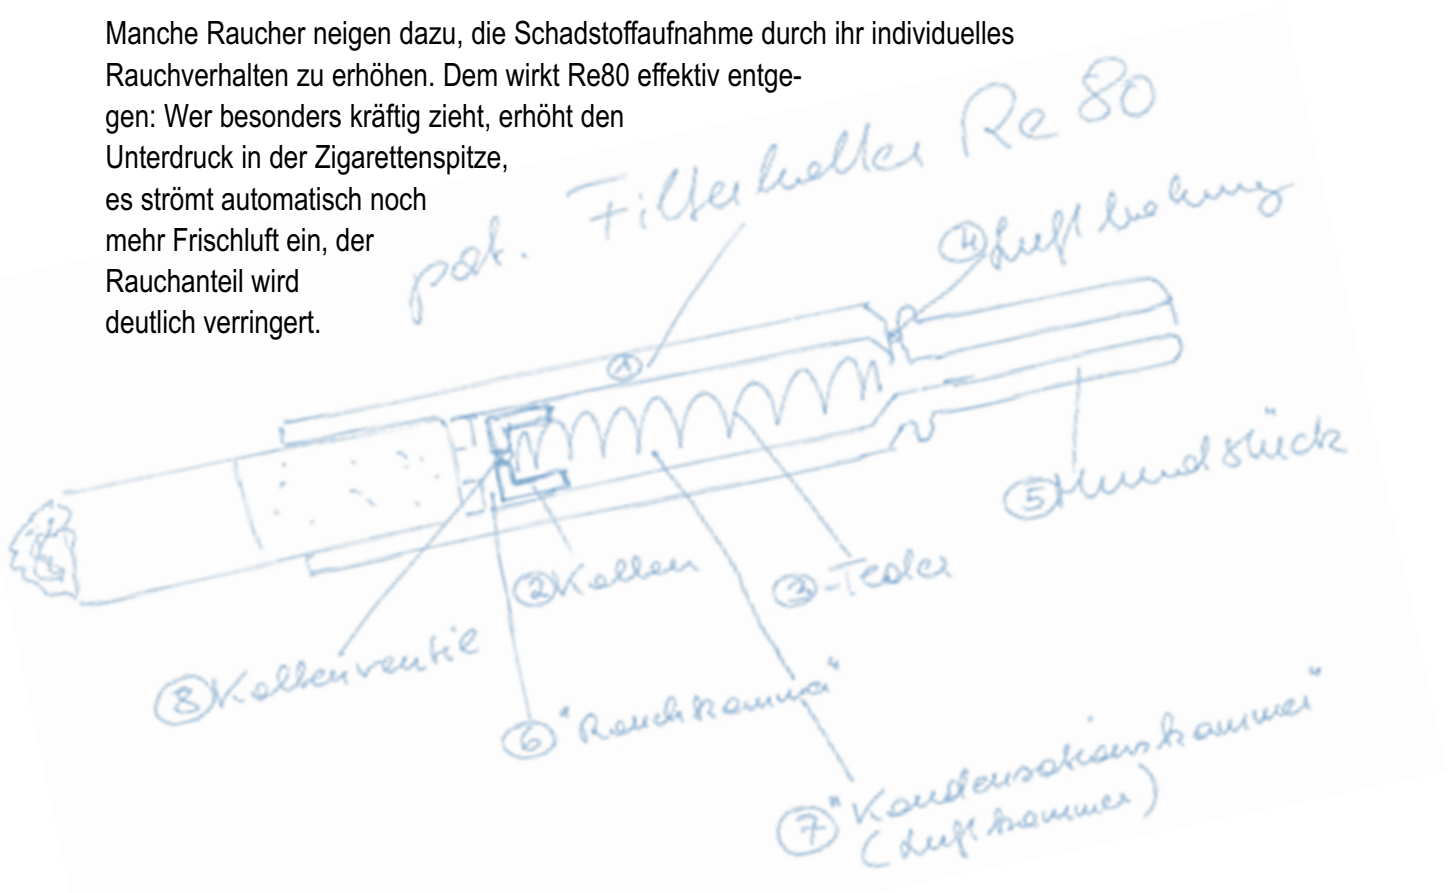 Manche Raucher neigen dazu, die Schadstoffaufnahme durch ihr individuelles
Rauchverhalten zu erhöhen. Dem wirkt Re80 effektiv entge-
gen: Wer besonders kräftig zieht, erhöht den
Unterdruck in der Zigarettenspitze,
es strömt automatisch noch
mehr Frischluft ein, der
Rauchanteil wird
deutlich verringert.
pat. Filterhalter Re 80
④ Luftbohrung
①
⑤ Mundstück
② Kolben
③ - Feder
⑧ Kolbenventil
⑥ "Rauchkammer"
⑦ "Kondensationskammer"
(Luftkammer)